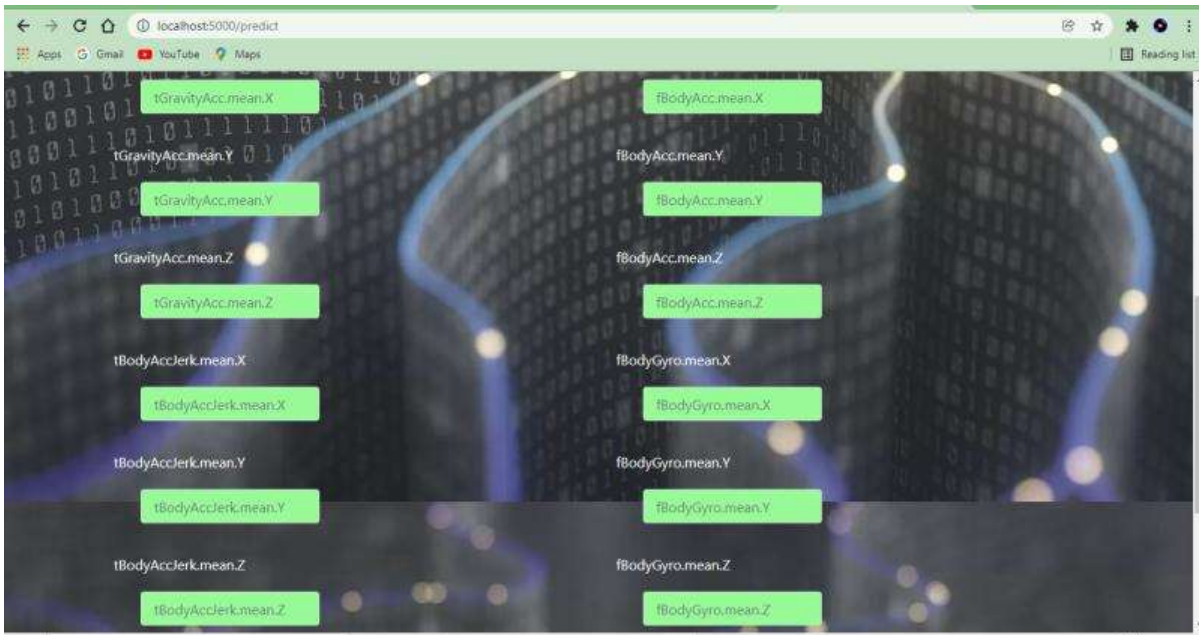 localhost:5000/predict
Apps Gmail YouTube Maps Reading list
tGravityAcc.mean.X fBodyAcc.mean.X
tGravityAcc.mean.Y fBodyAcc.mean.Y
tGravityAcc.mean.Y fBodyAcc.mean.Y
tGravityAcc.mean.Z fBodyAcc.mean.Z
tGravityAcc.mean.Z fBodyAcc.mean.Z
tBodyAccJerk.mean.X fBodyGyro.mean.X
tBodyAccJerk.mean.X fBodyGyro.mean.X
tBodyAccJerk.mean.Y fBodyGyro.mean.Y
tBodyAccJerk.mean.Y fBodyGyro.mean.Y
tBodyAccJerk.mean.Z fBodyGyro.mean.Z
tBodyAccJerk.mean.Z fBodyGyro.mean.Z